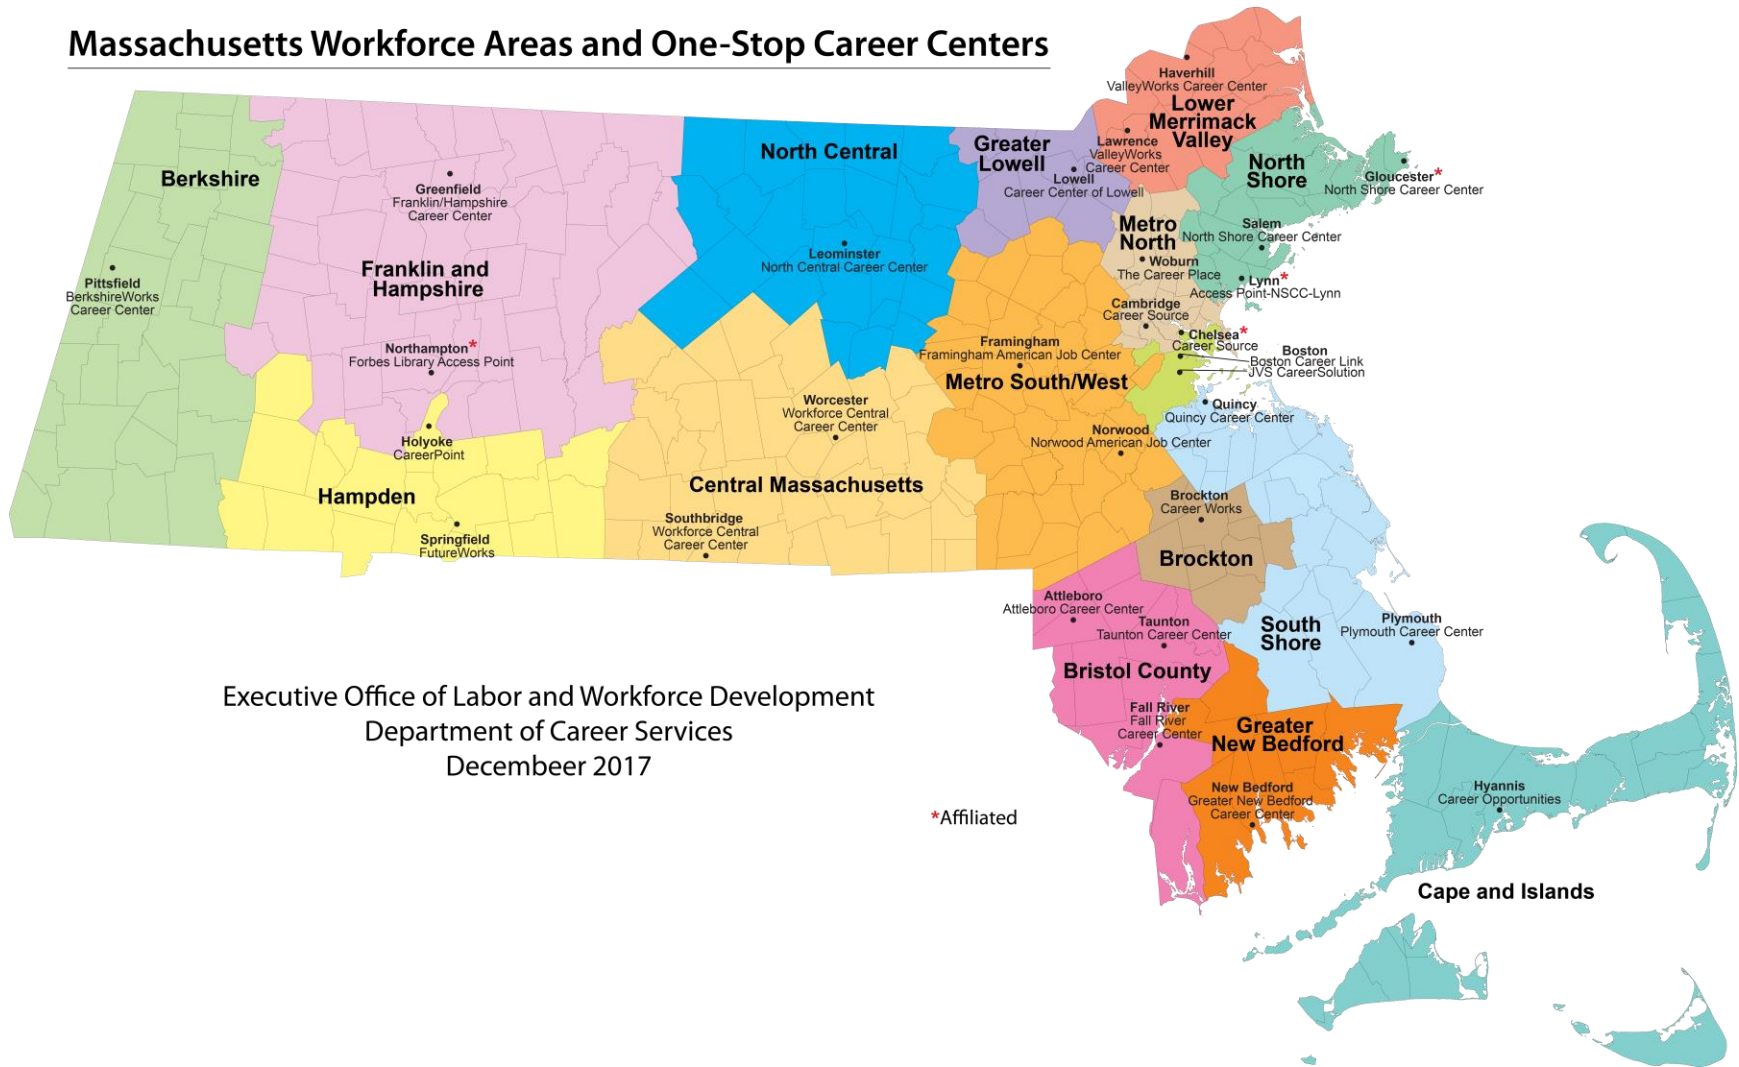 Massachusetts Workforce Areas and One-Stop Career Centers
Haverhill
ValleyWorks Career Center
Lower
Merrimack
Valley
Lawrence
ValleyWorks
Career Center
North Central
Greater
Lowell
Lowell
Career Center of Lowell
North
Shore
Gloucester*
North Shore Career Center
Berkshire
Greenfield
Franklin/Hampshire
Career Center
Metro
North
Salem
North Shore Career Center
Woburn
The Career Place
Lynn*
Access Point-NSCC-Lynn
Leominster
North Central Career Center
Franklin and
Hampshire
Pittsfield
BerkshireWorks
Career Center
Cambridge
Career Source
Chelsea*
Career Source
Boston
Boston Career Link
JVS CareerSolution
Northampton*
Forbes Library Access Point
Framingham
Framingham American Job Center
Metro South/West
Worcester
Workforce Central
Career Center
Quincy
Quincy Career Center
Norwood
Norwood American Job Center
Holyoke
CareerPoint
Hampden
Central Massachusetts
Springfield
FutureWorks
Southbridge
Workforce Central
Career Center
Brockton
Career Works
Brockton
Attleboro
Attleboro Career Center
Taunton
Taunton Career Center
South
Shore
Plymouth
Plymouth Career Center
Bristol County
Fall River
Fall River
Career Center
Greater
New Bedford
New Bedford
Greater New Bedford
Career Center
Hyannis
Career Opportunities
Cape and Islands
Executive Office of Labor and Workforce Development
Department of Career Services
Decembeer 2017
*Affiliated